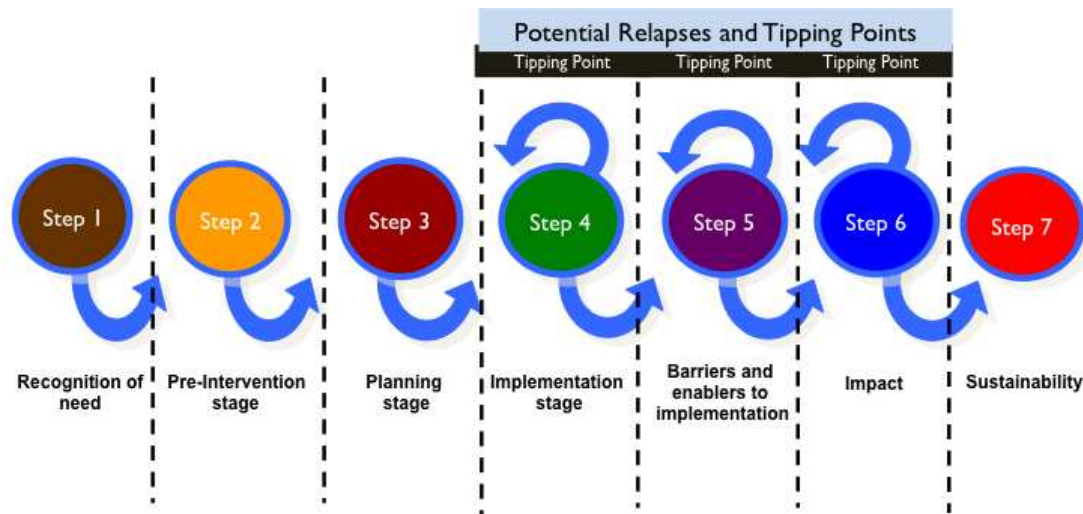 Potential Relapses and Tipping Points
Tipping Point
Tipping Point
Tipping Point
Step 1
Step 2
Step 3
Step 4
Step 5
Step 6
Step 7
Recognition of
need
Pre-Intervention
stage
Planning
stage
Implementation
stage
Barriers and
enablers to
implementation
Impact
Sustainability